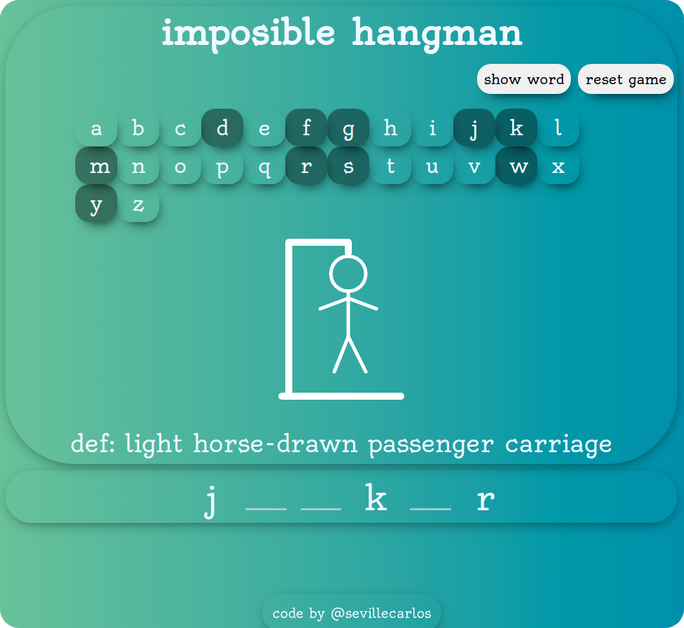 imposible hangman
show word reset game
a b c d e f g h i j k l
m n o p q r s t u v w x
y z
def: light horse-drawn passenger carriage
j __ __ k __ r
code by @sevillecarlos